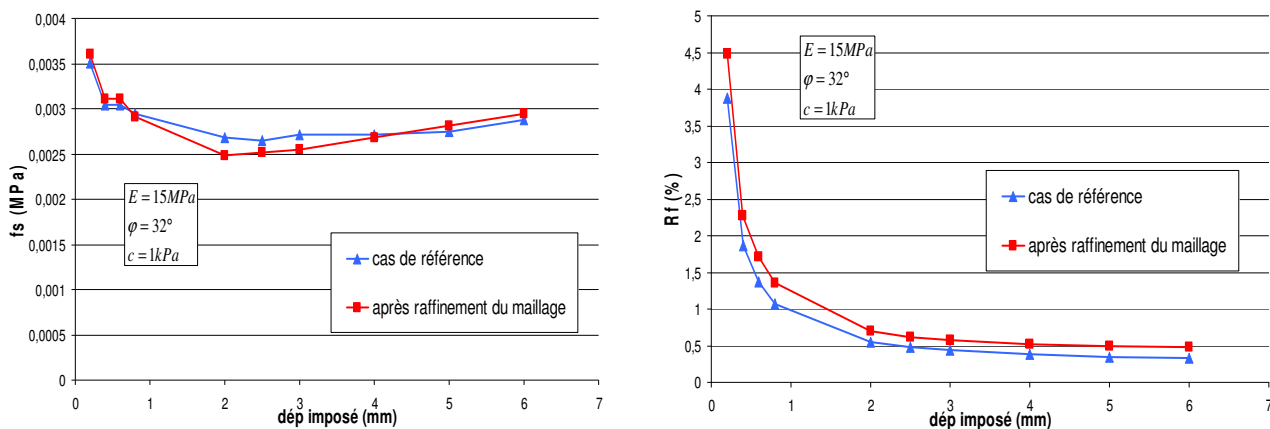 0,004
0,0035
0,003
0,0025
0,002
0,0015
0,001
0,0005
0
fs (MPa)
E = 15MPa
φ = 32°
c = 1kPa
cas de référence
après raffinement du maillage
0 1 2 3 4 5 6 7
dép imposé (mm)
5
4,5
4
3,5
3
2,5
2
1,5
1
0,5
0
Rf (%)
E = 15MPa
φ = 32°
c = 1kPa
cas de référence
après raffinement du maillage
0 1 2 3 4 5 6 7
dép imposé (mm)